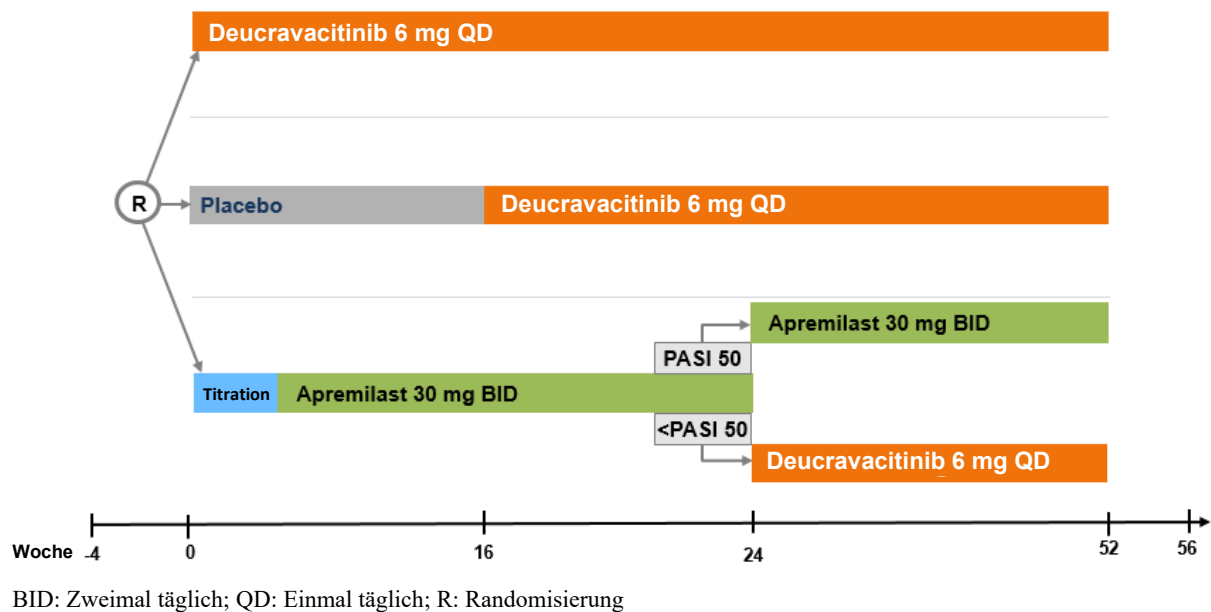 Deucravacitinib 6 mg QD
R
Placebo
Deucravacitinib 6 mg QD
Apremilast 30 mg BID
PASI 50
Titration
Apremilast 30 mg BID
<PASI 50
Deucravacitinib 6 mg QD
Woche -4 0 16 24 52 56
BID: Zweimal täglich; QD: Einmal täglich; R: Randomisierung